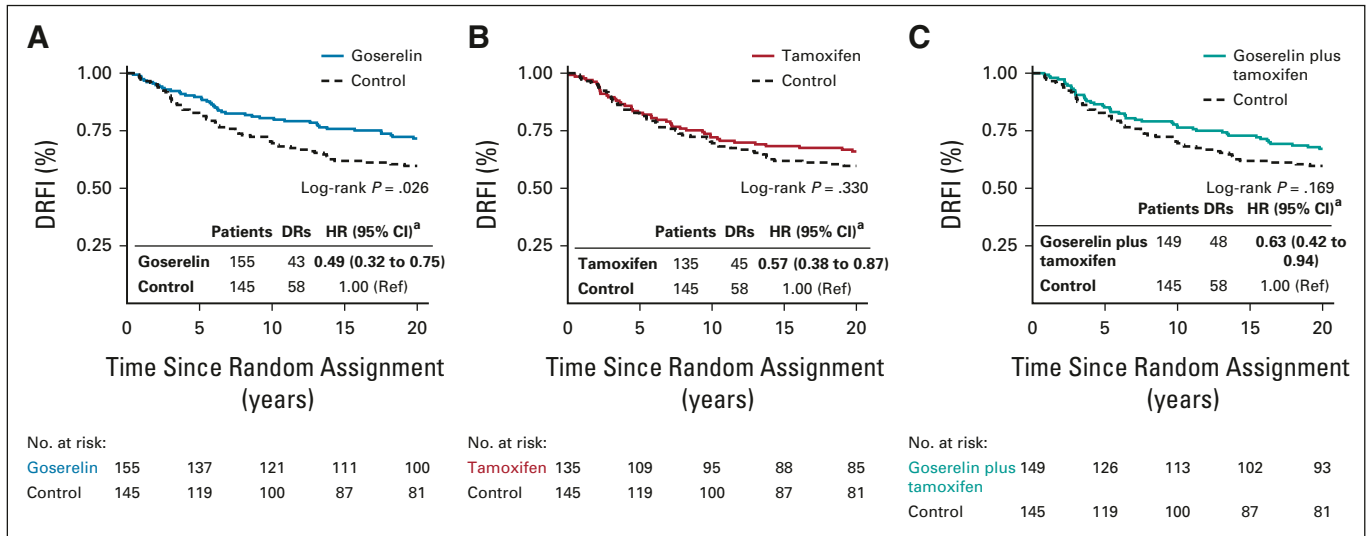 A
Goserelin
Control
DRFI (%)
1.00
0.75
0.50
0.25
Log-rank P = .026
Patients DRs HR (95% CI)a
Goserelin 155 43 0.49 (0.32 to 0.75)
Control 145 58 1.00 (Ref)
0 5 10 15 20
Time Since Random Assignment
(years)
No. at risk:
Goserelin 155 137 121 111 100
Control 145 119 100 87 81
B
Tamoxifen
Control
DRFI (%)
1.00
0.75
0.50
0.25
Log-rank P = .330
Patients DRs HR (95% CI)a
Tamoxifen 135 45 0.57 (0.38 to 0.87)
Control 145 58 1.00 (Ref)
0 5 10 15 20
Time Since Random Assignment
(years)
No. at risk:
Tamoxifen 135 109 95 88 85
Control 145 119 100 87 81
C
Goserelin plus
tamoxifen
Control
DRFI (%)
1.00
0.75
0.50
0.25
Log-rank P = .169
Patients DRs HR (95% CI)a
Goserelin plus 149 48 0.63 (0.42 to
tamoxifen 0.94)
Control 145 58 1.00 (Ref)
0 5 10 15 20
Time Since Random Assignment
(years)
No. at risk:
Goserelin plus 149 126 113 102 93
tamoxifen
Control 145 119 100 87 81